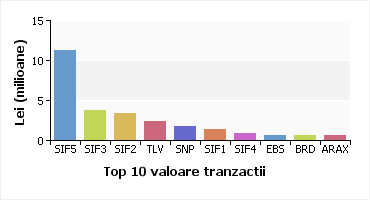 Lei (milioane)
15
10
5
0
SIF5 SIF3 SIF2 TLV SNP SIF1 SIF4 EBS BRD ARAX
Top 10 valoare tranzactii